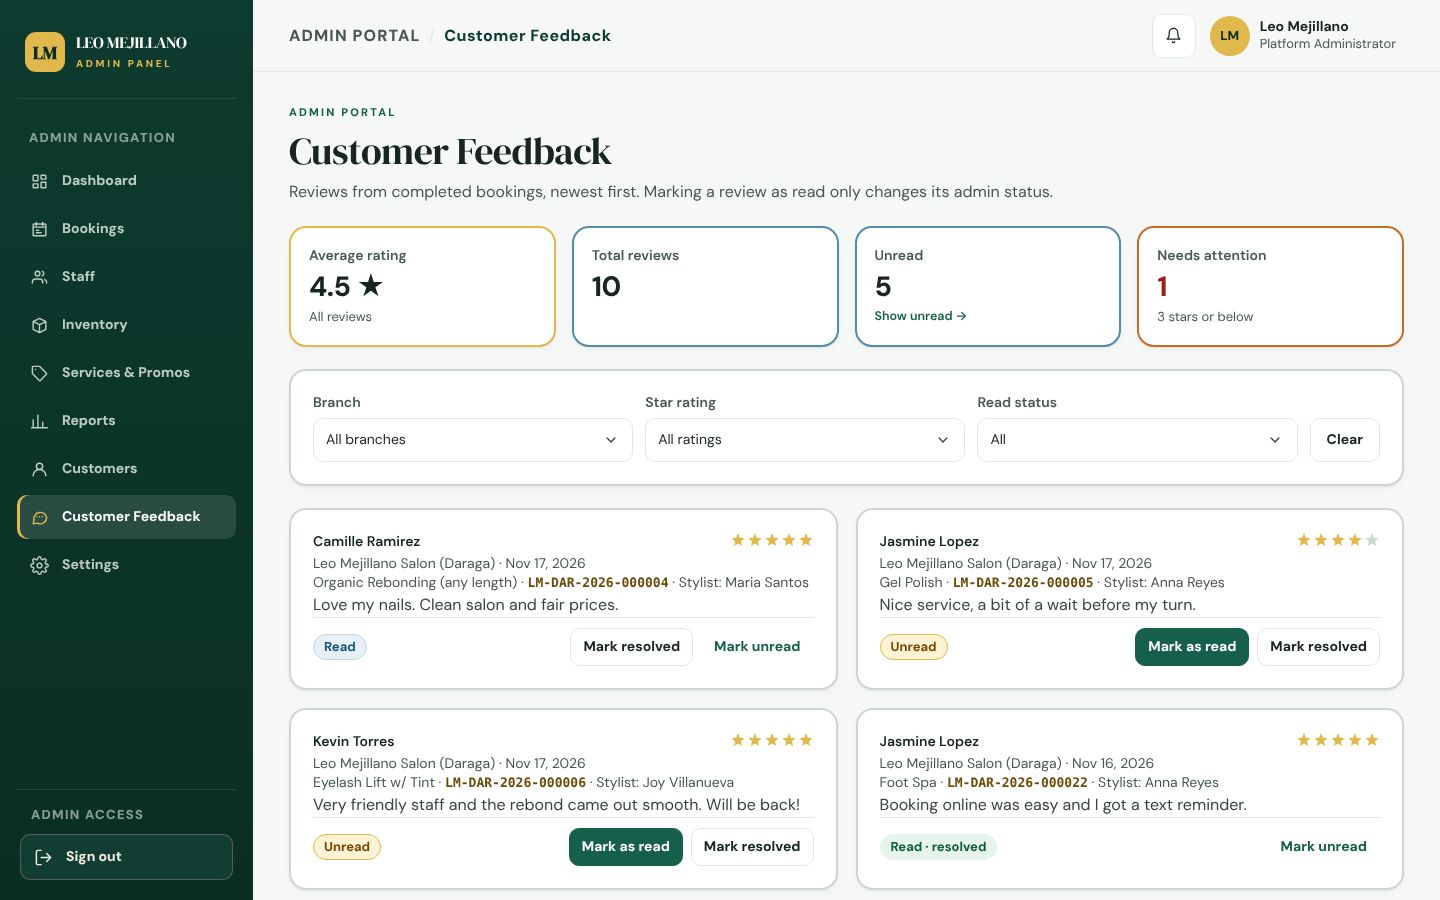 LM
LEO MEJILLANO
ADMIN PANEL
ADMIN NAVIGATION
Dashboard
Bookings
Staff
Inventory
Services & Promos
Reports
Customers
Customer Feedback
Settings
ADMIN ACCESS
Sign out
ADMIN PORTAL / Customer Feedback
LM
Leo Mejillano
Platform Administrator
ADMIN PORTAL
Customer Feedback
Reviews from completed bookings, newest first. Marking a review as read only changes its admin status.
Average rating
4.5 ★
All reviews
Total reviews
10
Unread
5
Show unread →
Needs attention
1
3 stars or below
Branch
All branches
Star rating
All ratings
Read status
All
Clear
Camille Ramirez
Leo Mejillano Salon (Daraga) · Nov 17, 2026
Organic Rebonding (any length) · LM-DAR-2026-000004 · Stylist: Maria Santos
Love my nails. Clean salon and fair prices.
Read
Mark resolved
Mark unread
Jasmine Lopez
Leo Mejillano Salon (Daraga) · Nov 17, 2026
Gel Polish · LM-DAR-2026-000005 · Stylist: Anna Reyes
Nice service, a bit of a wait before my turn.
Unread
Mark as read
Mark resolved
Kevin Torres
Leo Mejillano Salon (Daraga) · Nov 17, 2026
Eyelash Lift w/ Tint · LM-DAR-2026-000006 · Stylist: Joy Villanueva
Very friendly staff and the rebond came out smooth. Will be back!
Unread
Mark as read
Mark resolved
Jasmine Lopez
Leo Mejillano Salon (Daraga) · Nov 16, 2026
Foot Spa · LM-DAR-2026-000022 · Stylist: Anna Reyes
Booking online was easy and I got a text reminder.
Read · resolved
Mark unread